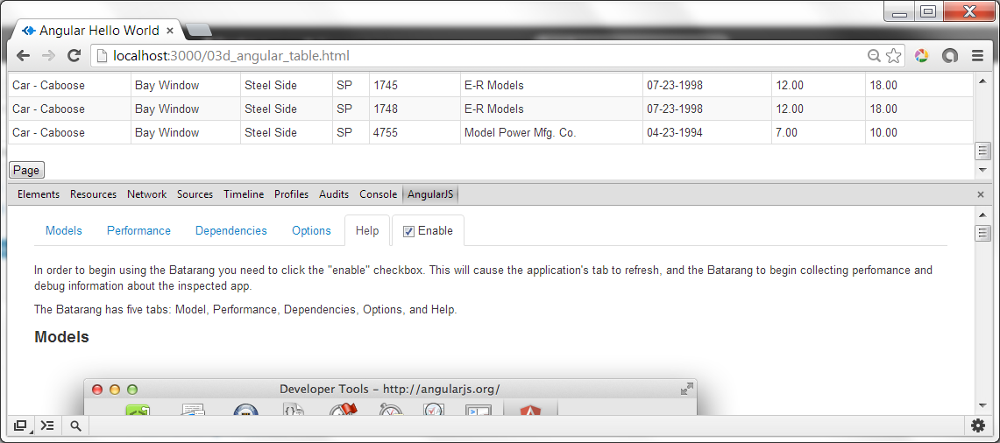 Angular Hello World
localhost:3000/03d_angular_table.html
Car - Caboose Bay Window Steel Side SP 1745 E-R Models 07-23-1998 12.00 18.00
Car - Caboose Bay Window Steel Side SP 1748 E-R Models 07-23-1998 12.00 18.00
Car - Caboose Bay Window Steel Side SP 4755 Model Power Mfg. Co. 04-23-1994 7.00 10.00
Page
Elements Resources Network Sources Timeline Profiles Audits Console AngularJS
Models Performance Dependencies Options Help Enable
In order to begin using the Batarang you need to click the "enable" checkbox. This will cause the application's tab to refresh, and the Batarang to begin collecting perfomance and
debug information about the inspected app.
The Batarang has five tabs: Model, Performance, Dependencies, Options, and Help.
Models
Developer Tools - http://angularjs.org/